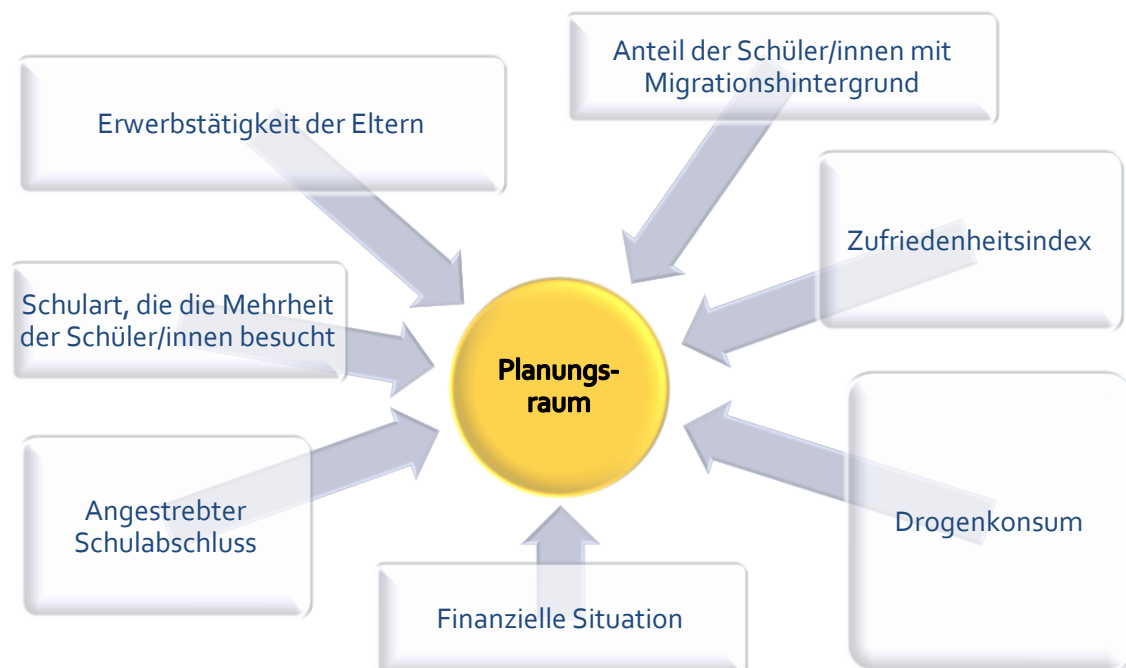 Anteil der Schüler/innen mit
Migrationshintergrund
Erwerbstätigkeit der Eltern
Zufriedenheitsindex
Schulart, die die Mehrheit
der Schüler/innen besucht
Planungs-
raum
Angestrebter
Schulabschluss
Drogenkonsum
Finanzielle Situation